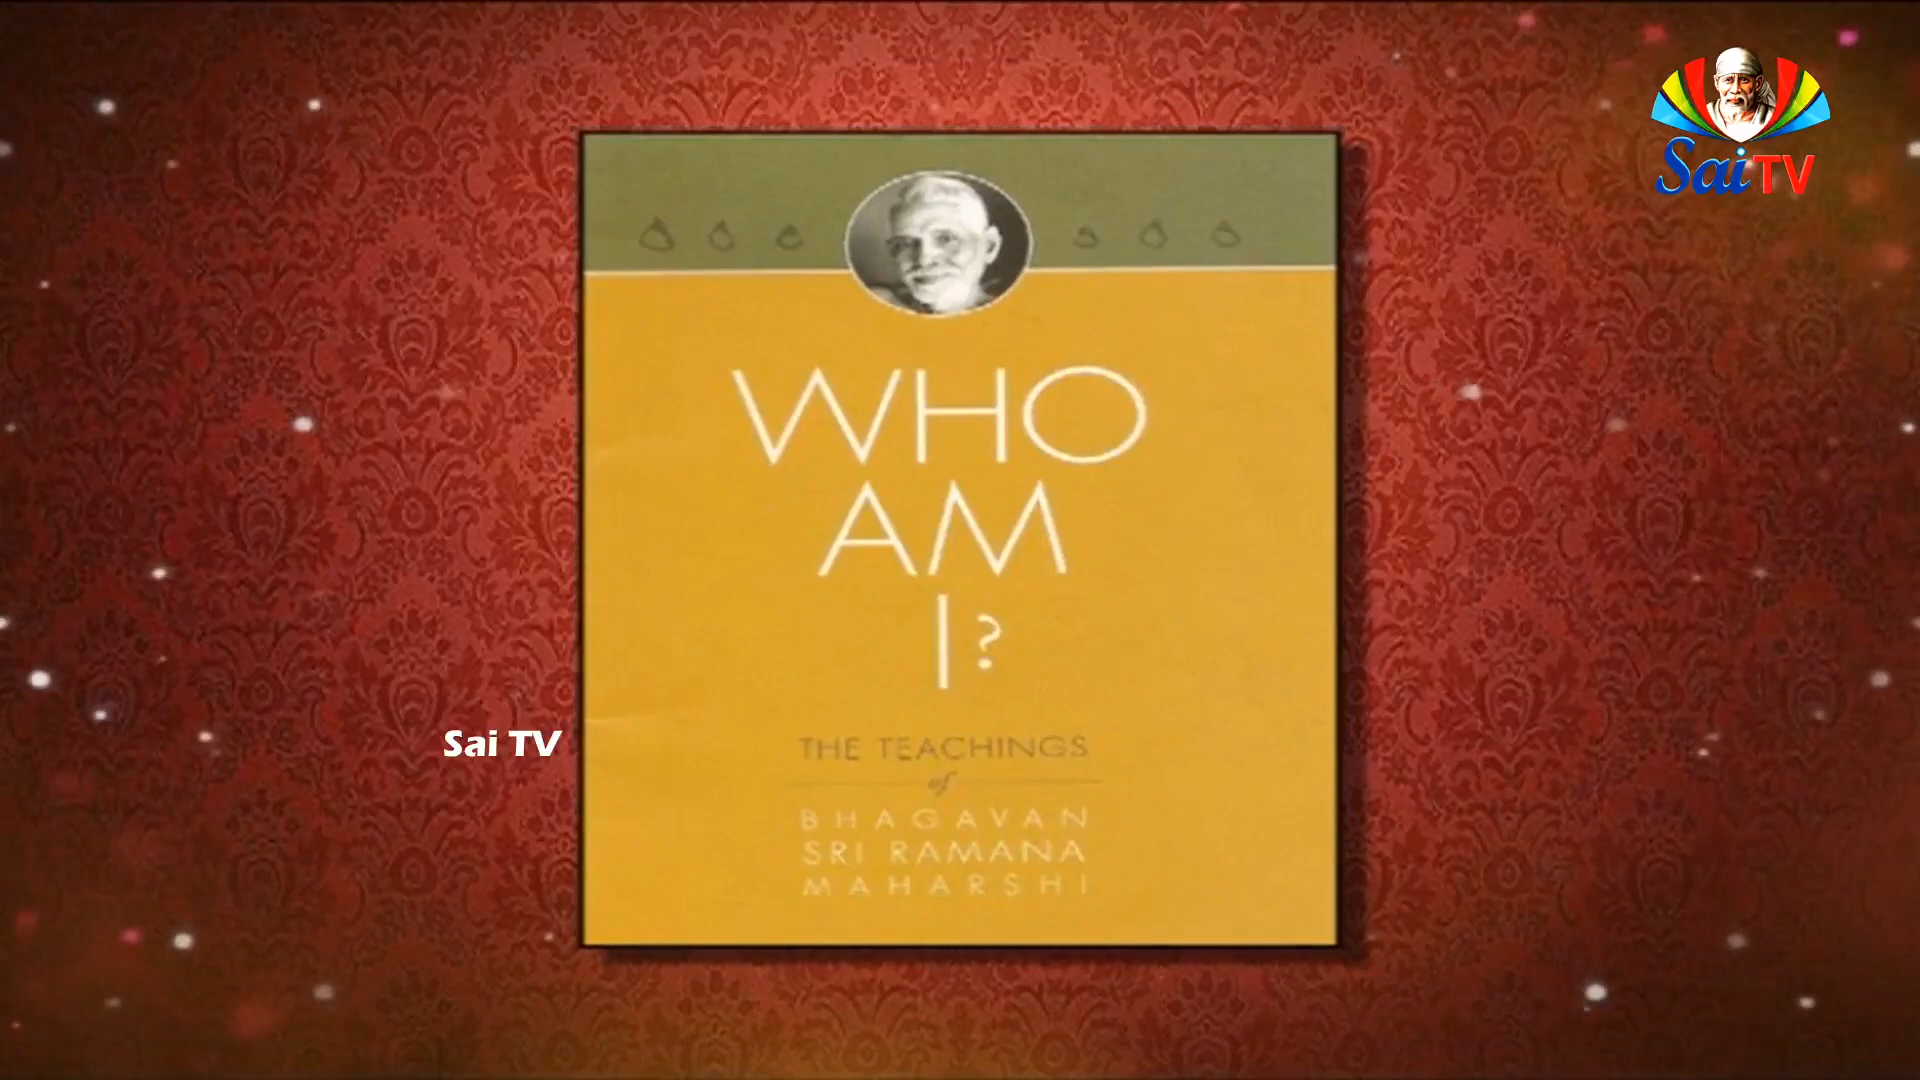 Sai TV
WHO
AM
I?
THE TEACHINGS
of
BHAGAVAN
SRI RAMANA
MAHARSHI
Sai TV